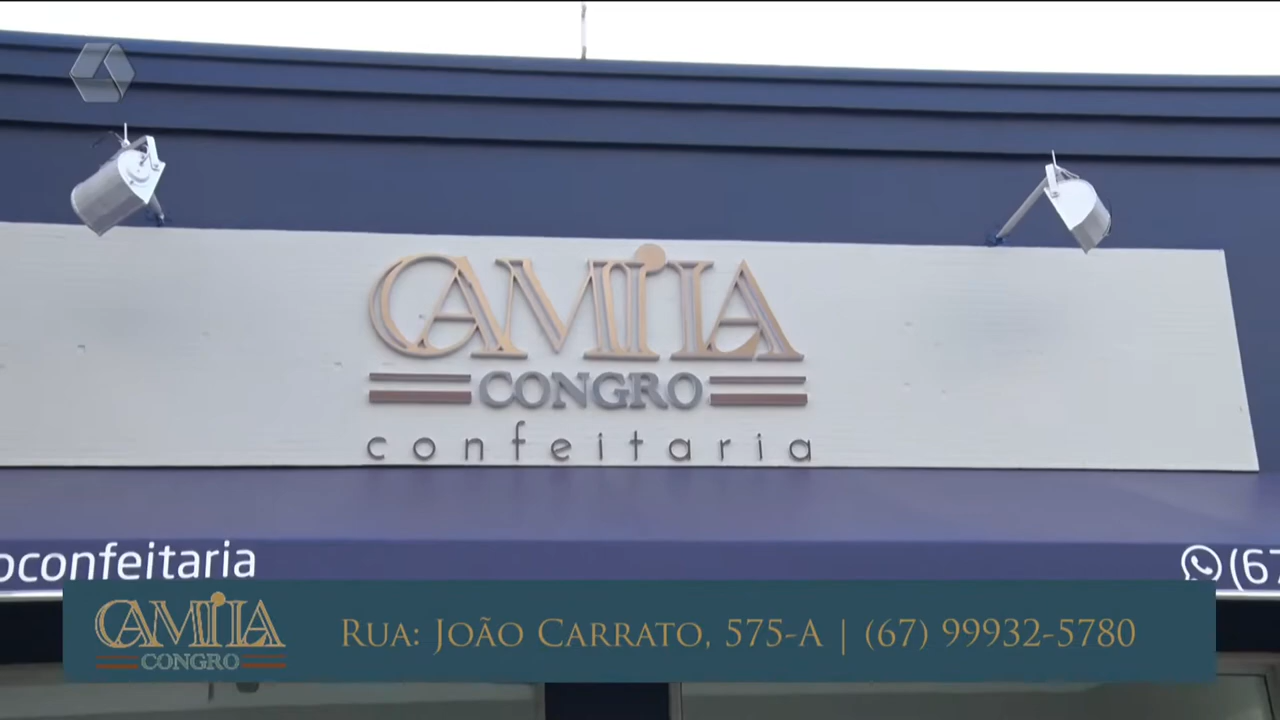 CAMILA
CONGRO
confeitaria
oconfeitaria
(67
CAMILA
CONGRO
RUA: JOÃO CARRATO, 575-A | (67) 99932-5780